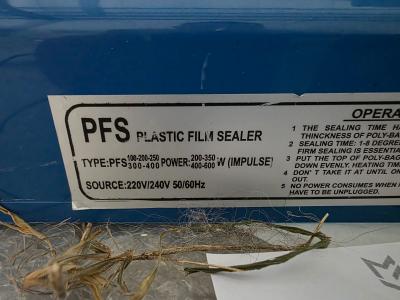 PFS PLASTIC FILM SEALER
TYPE:PFS 100-200-250 300-400 POWER: 200-350 400-600 W (IMPULSE)
SOURCE:220V/240V 50/60Hz
OPERA
1 THE SEALING TIME HA
THINCKNESS OF POLY-BA
2 SEALING TIME: 1-8 DEGREE
FIRM SEALING IS ESSENTIA
3 PUT THE TOP OF POLY-BAG
DOWN EVENLY. HEATING TIME
4 DON'T TAKE IT AT UNTIL ON
OUT.
5 NO POWER CONSUMES WHEN
HAVE TO BE UNPLUGGED.